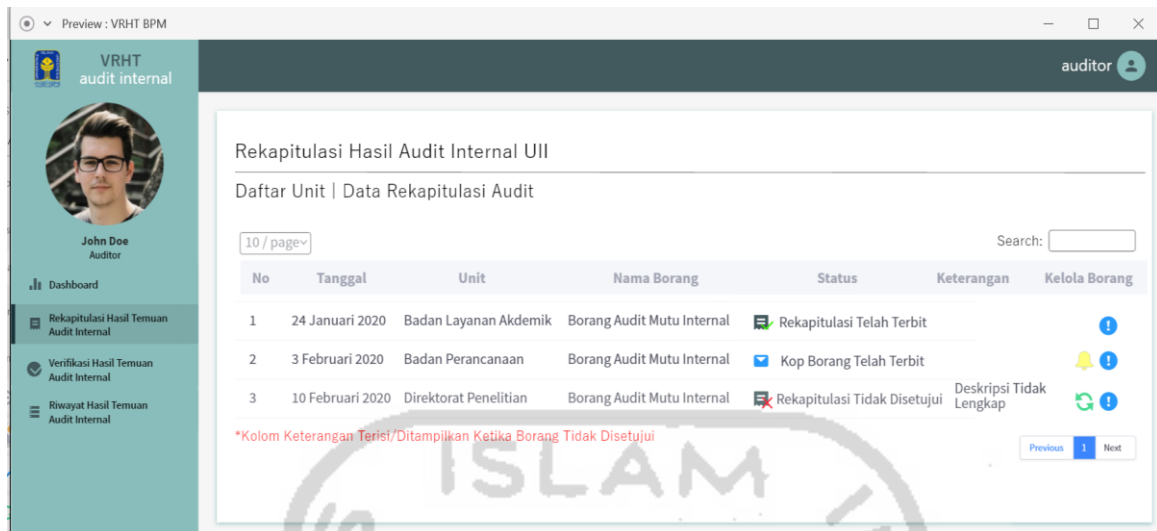 Preview : VRHT BPM
VRHT
audit internal
auditor
John Doe
Auditor
Dashboard
Rekapitulasi Hasil Temuan
Audit Internal
Verifikasi Hasil Temuan
Audit Internal
Riwayat Hasil Temuan
Audit Internal
Rekapitulasi Hasil Audit Internal UII
Daftar Unit | Data Rekapitulasi Audit
10 / page
Search:
No Tanggal Unit Nama Borang Status Keterangan Kelola Borang
1 24 Januari 2020 Badan Layanan Akdemik Borang Audit Mutu Internal Rekapitulasi Telah Terbit
2 3 Februari 2020 Badan Perancanaan Borang Audit Mutu Internal Kop Borang Telah Terbit
3 10 Februari 2020 Direktorat Penelitian Borang Audit Mutu Internal Rekapitulasi Tidak Disetujui Deskripsi Tidak
Lengkap
*Kolom Keterangan Terisi/Ditampilkan Ketika Borang Tidak Disetujui
Previous 1 Next
ISLAM